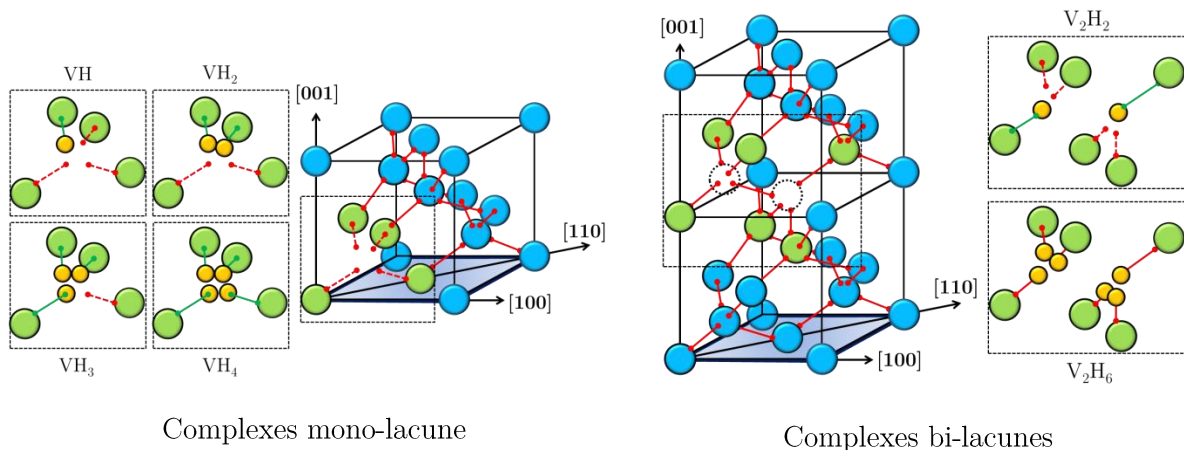 VH
VH₂
[001]
[110]
[100]
VH₃
VH₄
Complexes mono-lacune
[001]
V₂H₂
[110]
[100]
V₂H₆
Complexes bi-lacunes